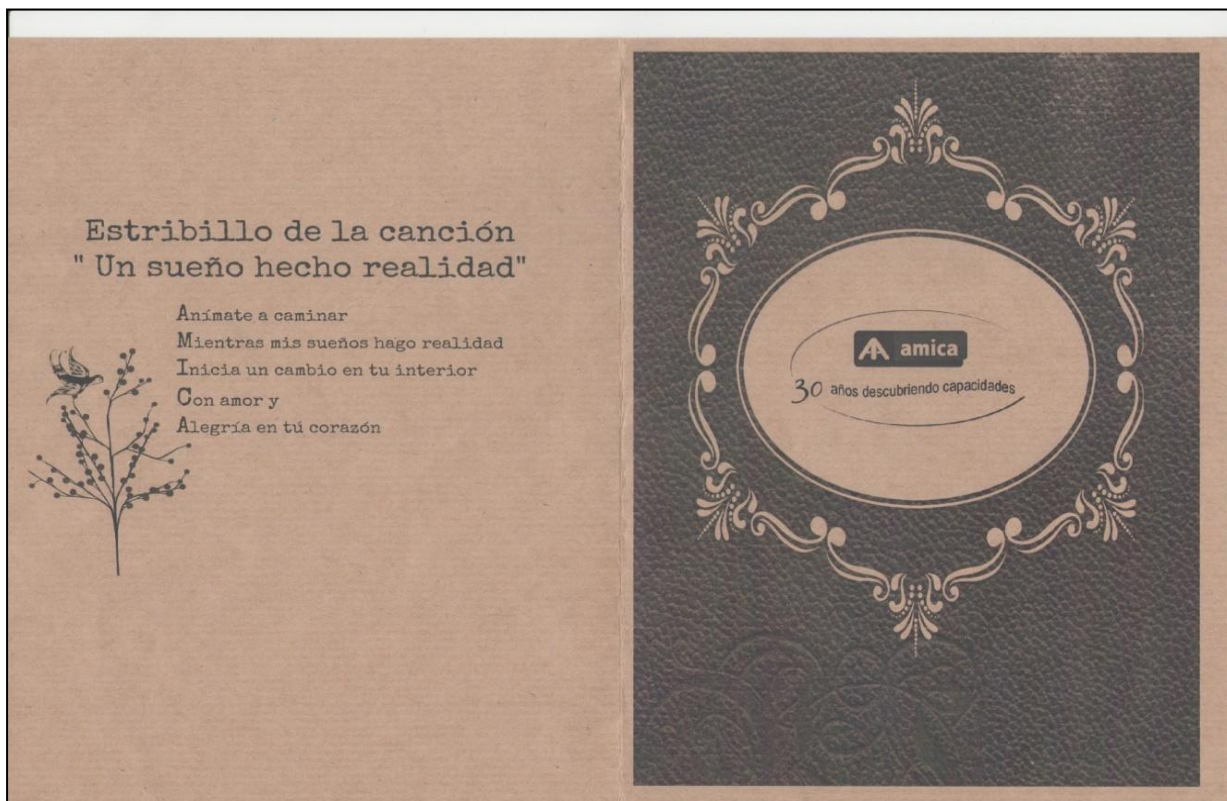 Estribillo de la canción
" Un sueño hecho realidad"
Anímate a caminar
Mientras mis sueños hago realidad
Inicia un cambio en tu interior
Con amor y
Alegría en tú corazón
amica
30 años descubriendo capacidades